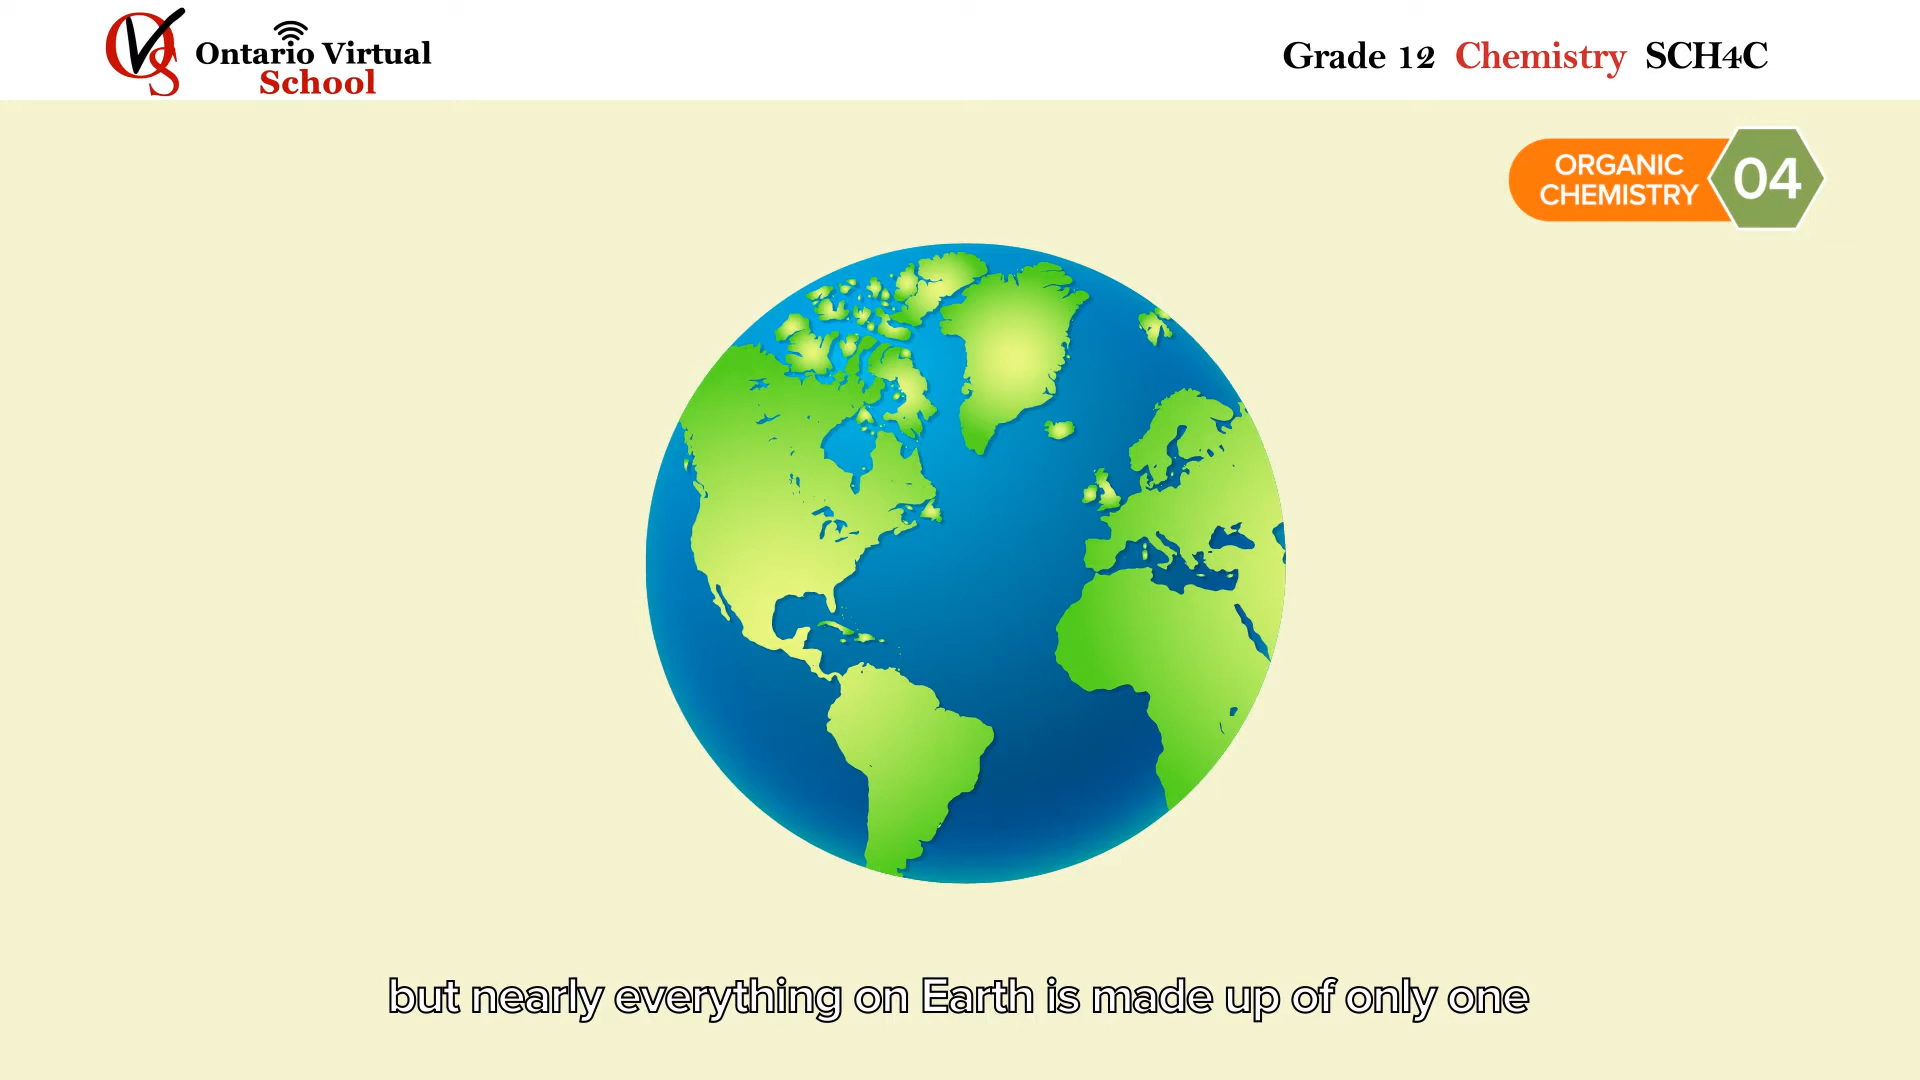 OVS
Ontario Virtual
School
Grade 12 Chemistry SCH4C
ORGANIC
CHEMISTRY
04
but nearly everything on Earth is made up of only one